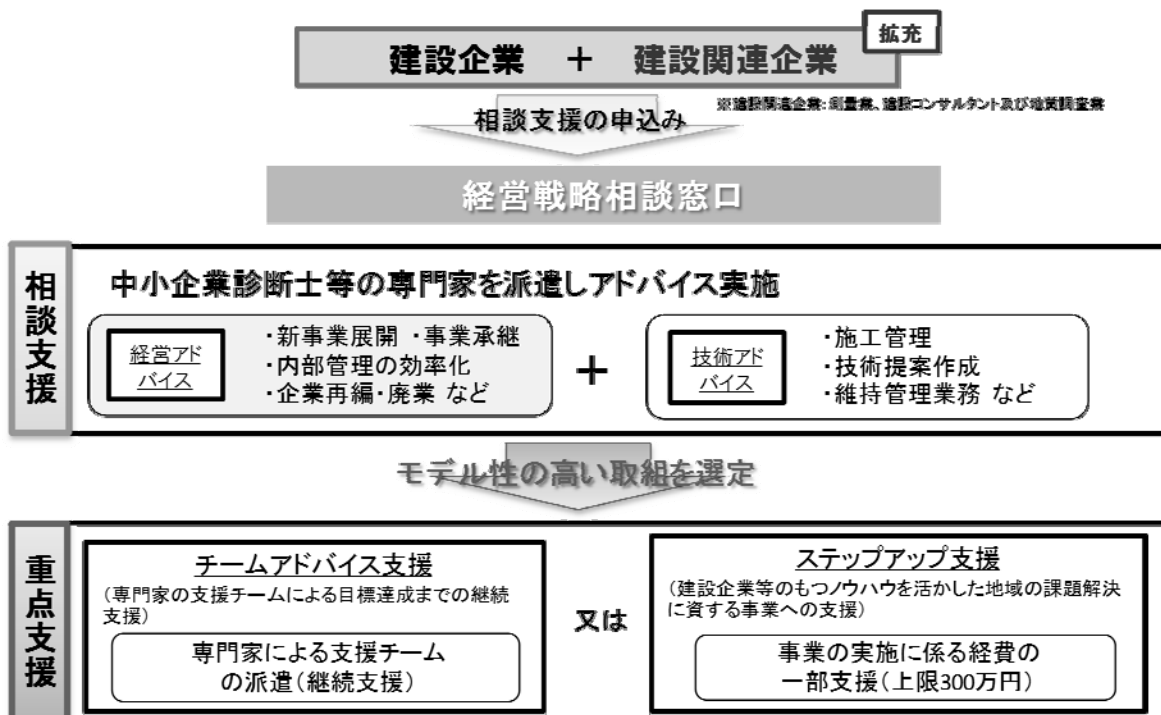 拡充
建設企業 + 建設関連企業
※建設関連企業:測量業、建設コンサルタント及び地質調査業
相談支援の申込み
経営戦略相談窓口
相談支援
中小企業診断士等の専門家を派遣しアドバイス実施
経営アド
バイス
・新事業展開 ・事業承継
・内部管理の効率化
・企業再編・廃業 など
+
技術アド
バイス
・施工管理
・技術提案作成
・維持管理業務 など
モデル性の高い取組を選定
重点支援
チームアドバイス支援
(専門家の支援チームによる目標達成までの継続
支援)
専門家による支援チーム
の派遣(継続支援)
又は
ステップアップ支援
(建設企業等のもつノウハウを活かした地域の課題解決
に資する事業への支援)
事業の実施に係る経費の
一部支援(上限300万円)